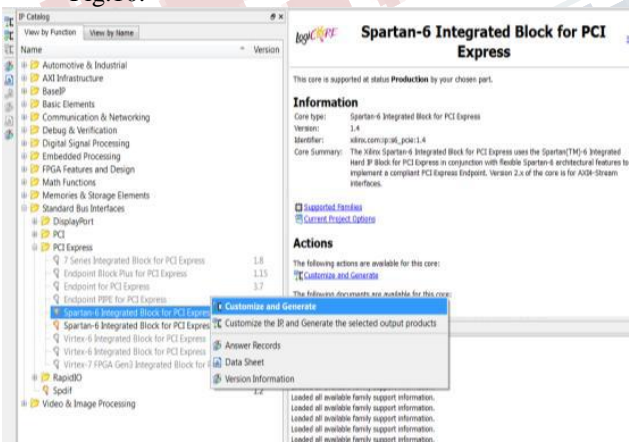 Fig.10.
IP Catalog
View by Function View by Name
Name Version
Automotive & Industrial
AXI Infrastructure
BaseIP
Basic Elements
Communication & Networking
Debug & Verification
Digital Signal Processing
Embedded Processing
FPGA Features and Design
Math Functions
Memories & Storage Elements
Standard Bus Interfaces
DisplayPort
PCI
PCI Express
7 Series Integrated Block for PCI Express 1.8
Endpoint Block Plus for PCI Express 1.15
Endpoint for PCI Express 3.7
Endpoint PIPE for PCI Express
Spartan-6 Integrated Block for PCI Express
Spartan-6 Integrated Block for PCI Expres
Virtex-6 Integrated Block for PCI Express
Virtex-6 Integrated Block for PCI Express
Virtex-7 FPGA Gen3 Integrated Block for
RapidIO
Spdif 1.2
Video & Image Processing
Customize and Generate
Customize the IP, and Generate the selected output products
Answer Records
Data Sheet
Version Information
logiCORE
Spartan-6 Integrated Block for PCI
Express
This core is supported at status Production by your chosen part.
Information
Core type: Spartan-6 Integrated Block for PCI Express
Version: 1.4
Identifier: xilinx.com:ip:s6_pcie:1.4
Core Summary: The Xilinx Spartan-6 Integrated Block for PCI Express uses the Spartan(TM)-6 Integrated
Hard IP Block for PCI Express in conjunction with flexible Spartan-6 architectural features to
implement a compliant PCI Express Endpoint. Version 2.x of the core is for AXI4-Stream
interfaces.
Supported Families
Current Project Options
Actions
The following actions are available for this core:
Customize and Generate
The following documents are available for this core:
Loaded all available family support information.
Loaded all available family support information.
Loaded all available family support information.
Loaded all available family support information.
Loaded all available family support information.